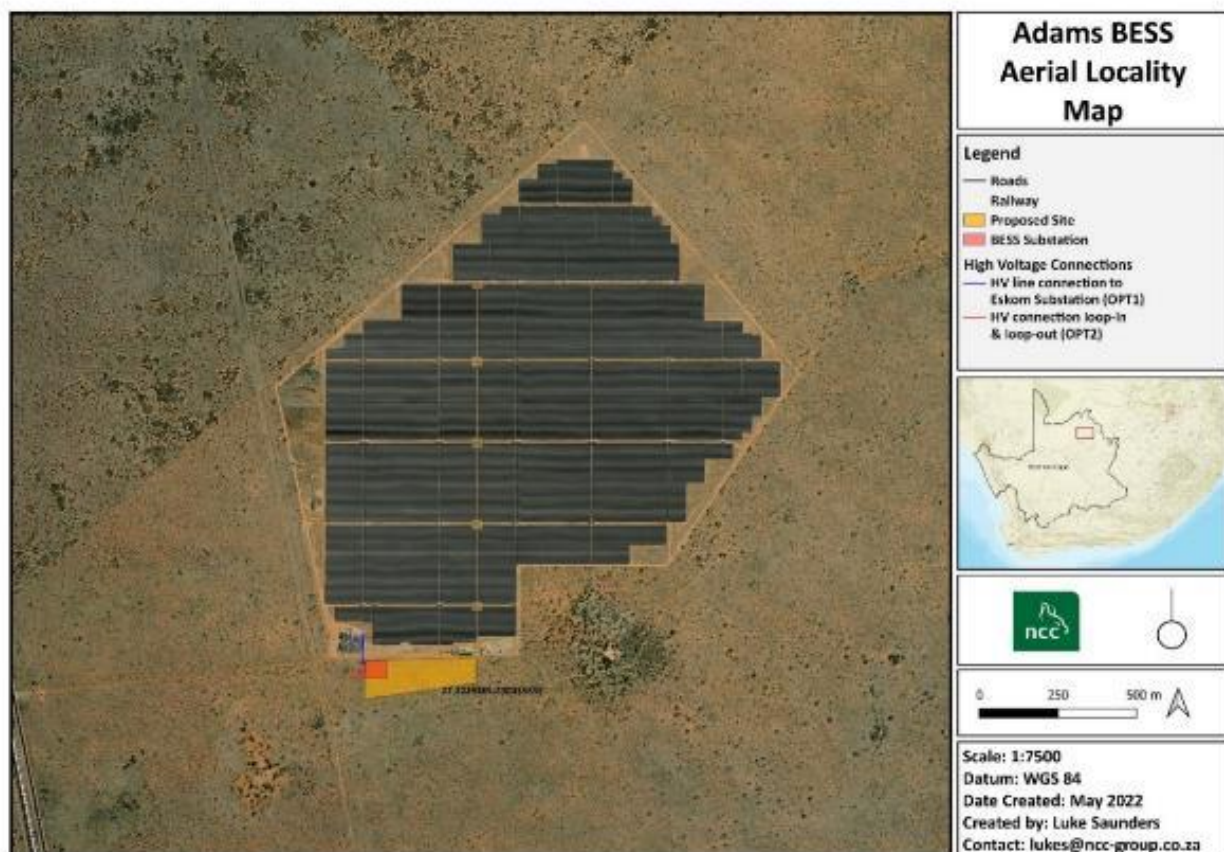 Adams BESS
Aerial Locality
Map
Legend
Roads
Railway
Proposed Site
BESS Substation
High Voltage Connections
HV line connection to
Eskom Substation (OPT1)
HV connection loop-in
& loop-out (OPT2)
ncc
0 250 500 m
Scale: 1:7500
Datum: WGS 84
Date Created: May 2022
Created by: Luke Saunders
Contact: lukes@ncc-group.co.za